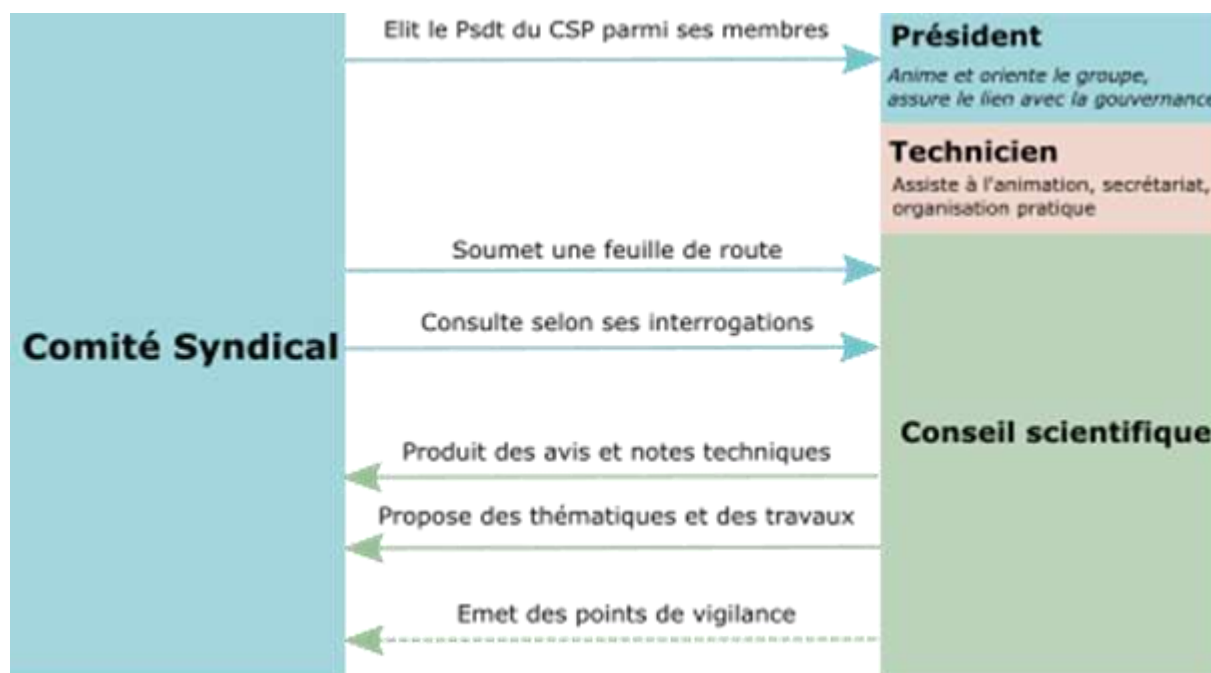 Elit le Psdt du CSP parmi ses membres
Président
Anime et oriente le groupe,
assure le lien avec la gouvernance
Technicien
Assiste à l'animation, secrétariat,
organisation pratique
Soumet une feuille de route
Consulte selon ses interrogations
Comité Syndical
Conseil scientifique
Produit des avis et notes techniques
Propose des thématiques et des travaux
Emet des points de vigilance